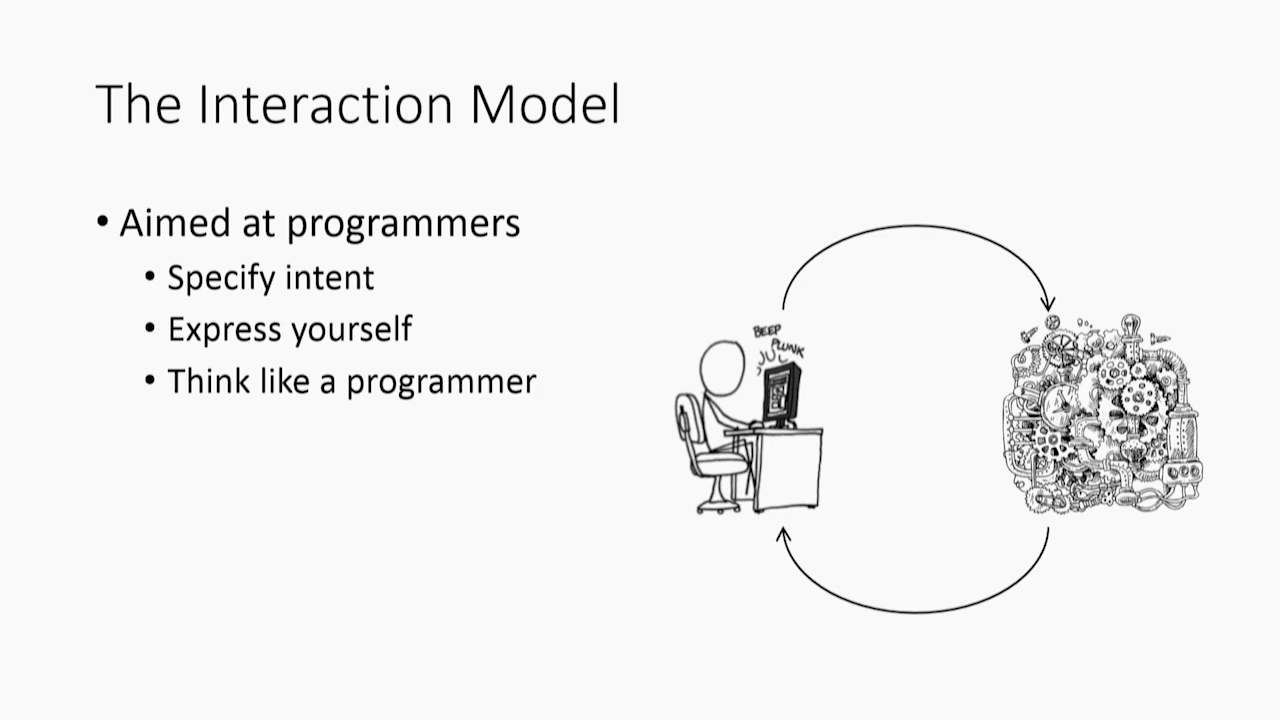 The Interaction Model
• Aimed at programmers
• Specify intent
• Express yourself
• Think like a programmer
BEEP
PLUNK